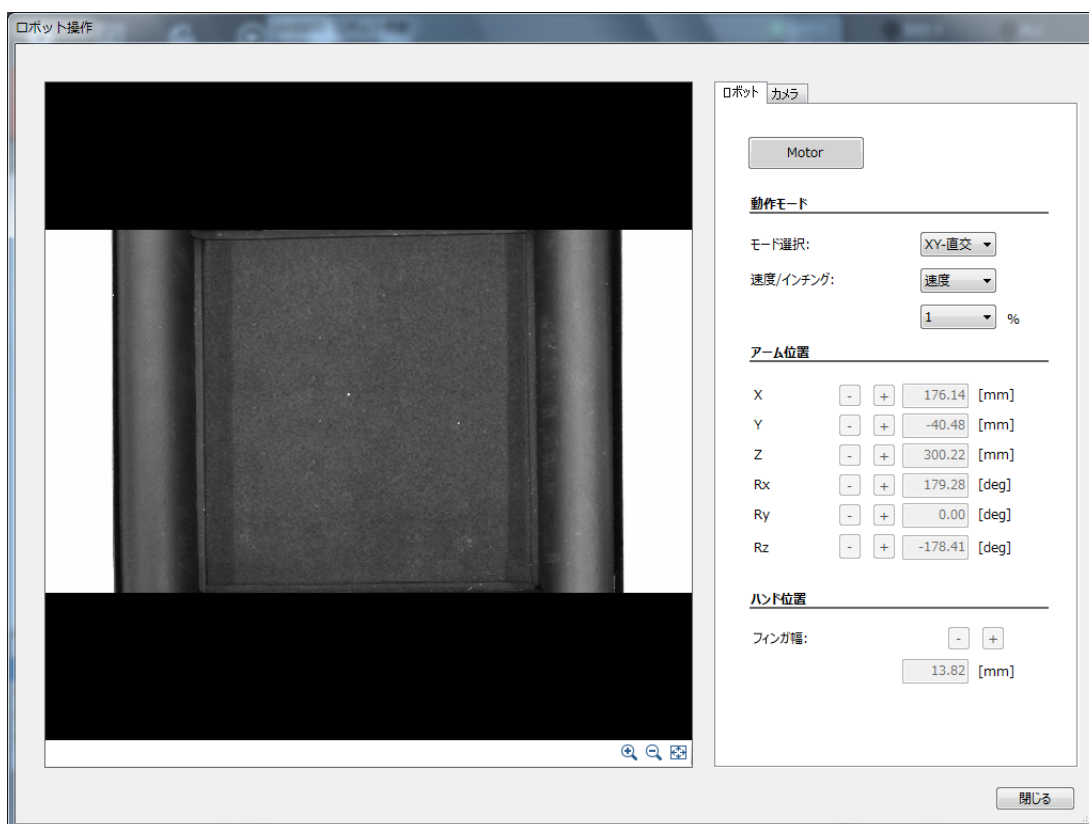 ロボット操作
ロボット カメラ
Motor
動作モード
モード選択: XY-直交
速度/インチング: 速度
1 %
アーム位置
X - + 176.14 [mm]
Y - + -40.48 [mm]
Z - + 300.22 [mm]
Rx - + 179.28 [deg]
Ry - + 0.00 [deg]
Rz - + -178.41 [deg]
ハンド位置
フィンガ幅: - +
13.82 [mm]
閉じる